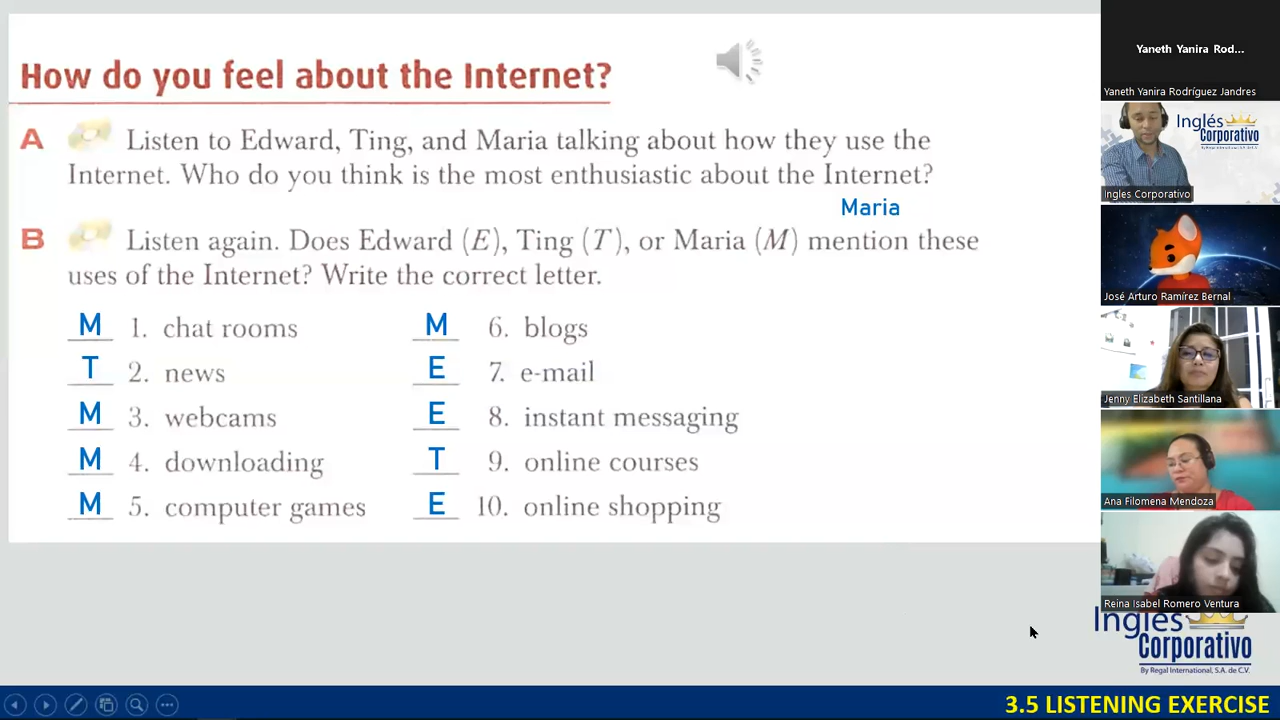 How do you feel about the Internet?
A Listen to Edward, Ting, and Maria talking about how they use the
Internet. Who do you think is the most enthusiastic about the Internet?
Maria
B Listen again. Does Edward (E), Ting (T), or Maria (M) mention these
uses of the Internet? Write the correct letter.
M 1. chat rooms
T 2. news
M 3. webcams
M 4. downloading
M 5. computer games
M 6. blogs
E 7. e-mail
E 8. instant messaging
T 9. online courses
E 10. online shopping
Yaneth Yanira Rod...
Yaneth Yanira Rodríguez Jandres
Inglés
Corporativo
By Regal International, S.A. de C.V.
Ingles Corporativo
José Arturo Ramírez Bernal
Jenny Elizabeth Santillana
Ana Filomena Mendoza
Reina Isabel Romero Ventura
Inglés
Corporativo
By Regal International, S.A. de C.V.
3.5 LISTENING EXERCISE